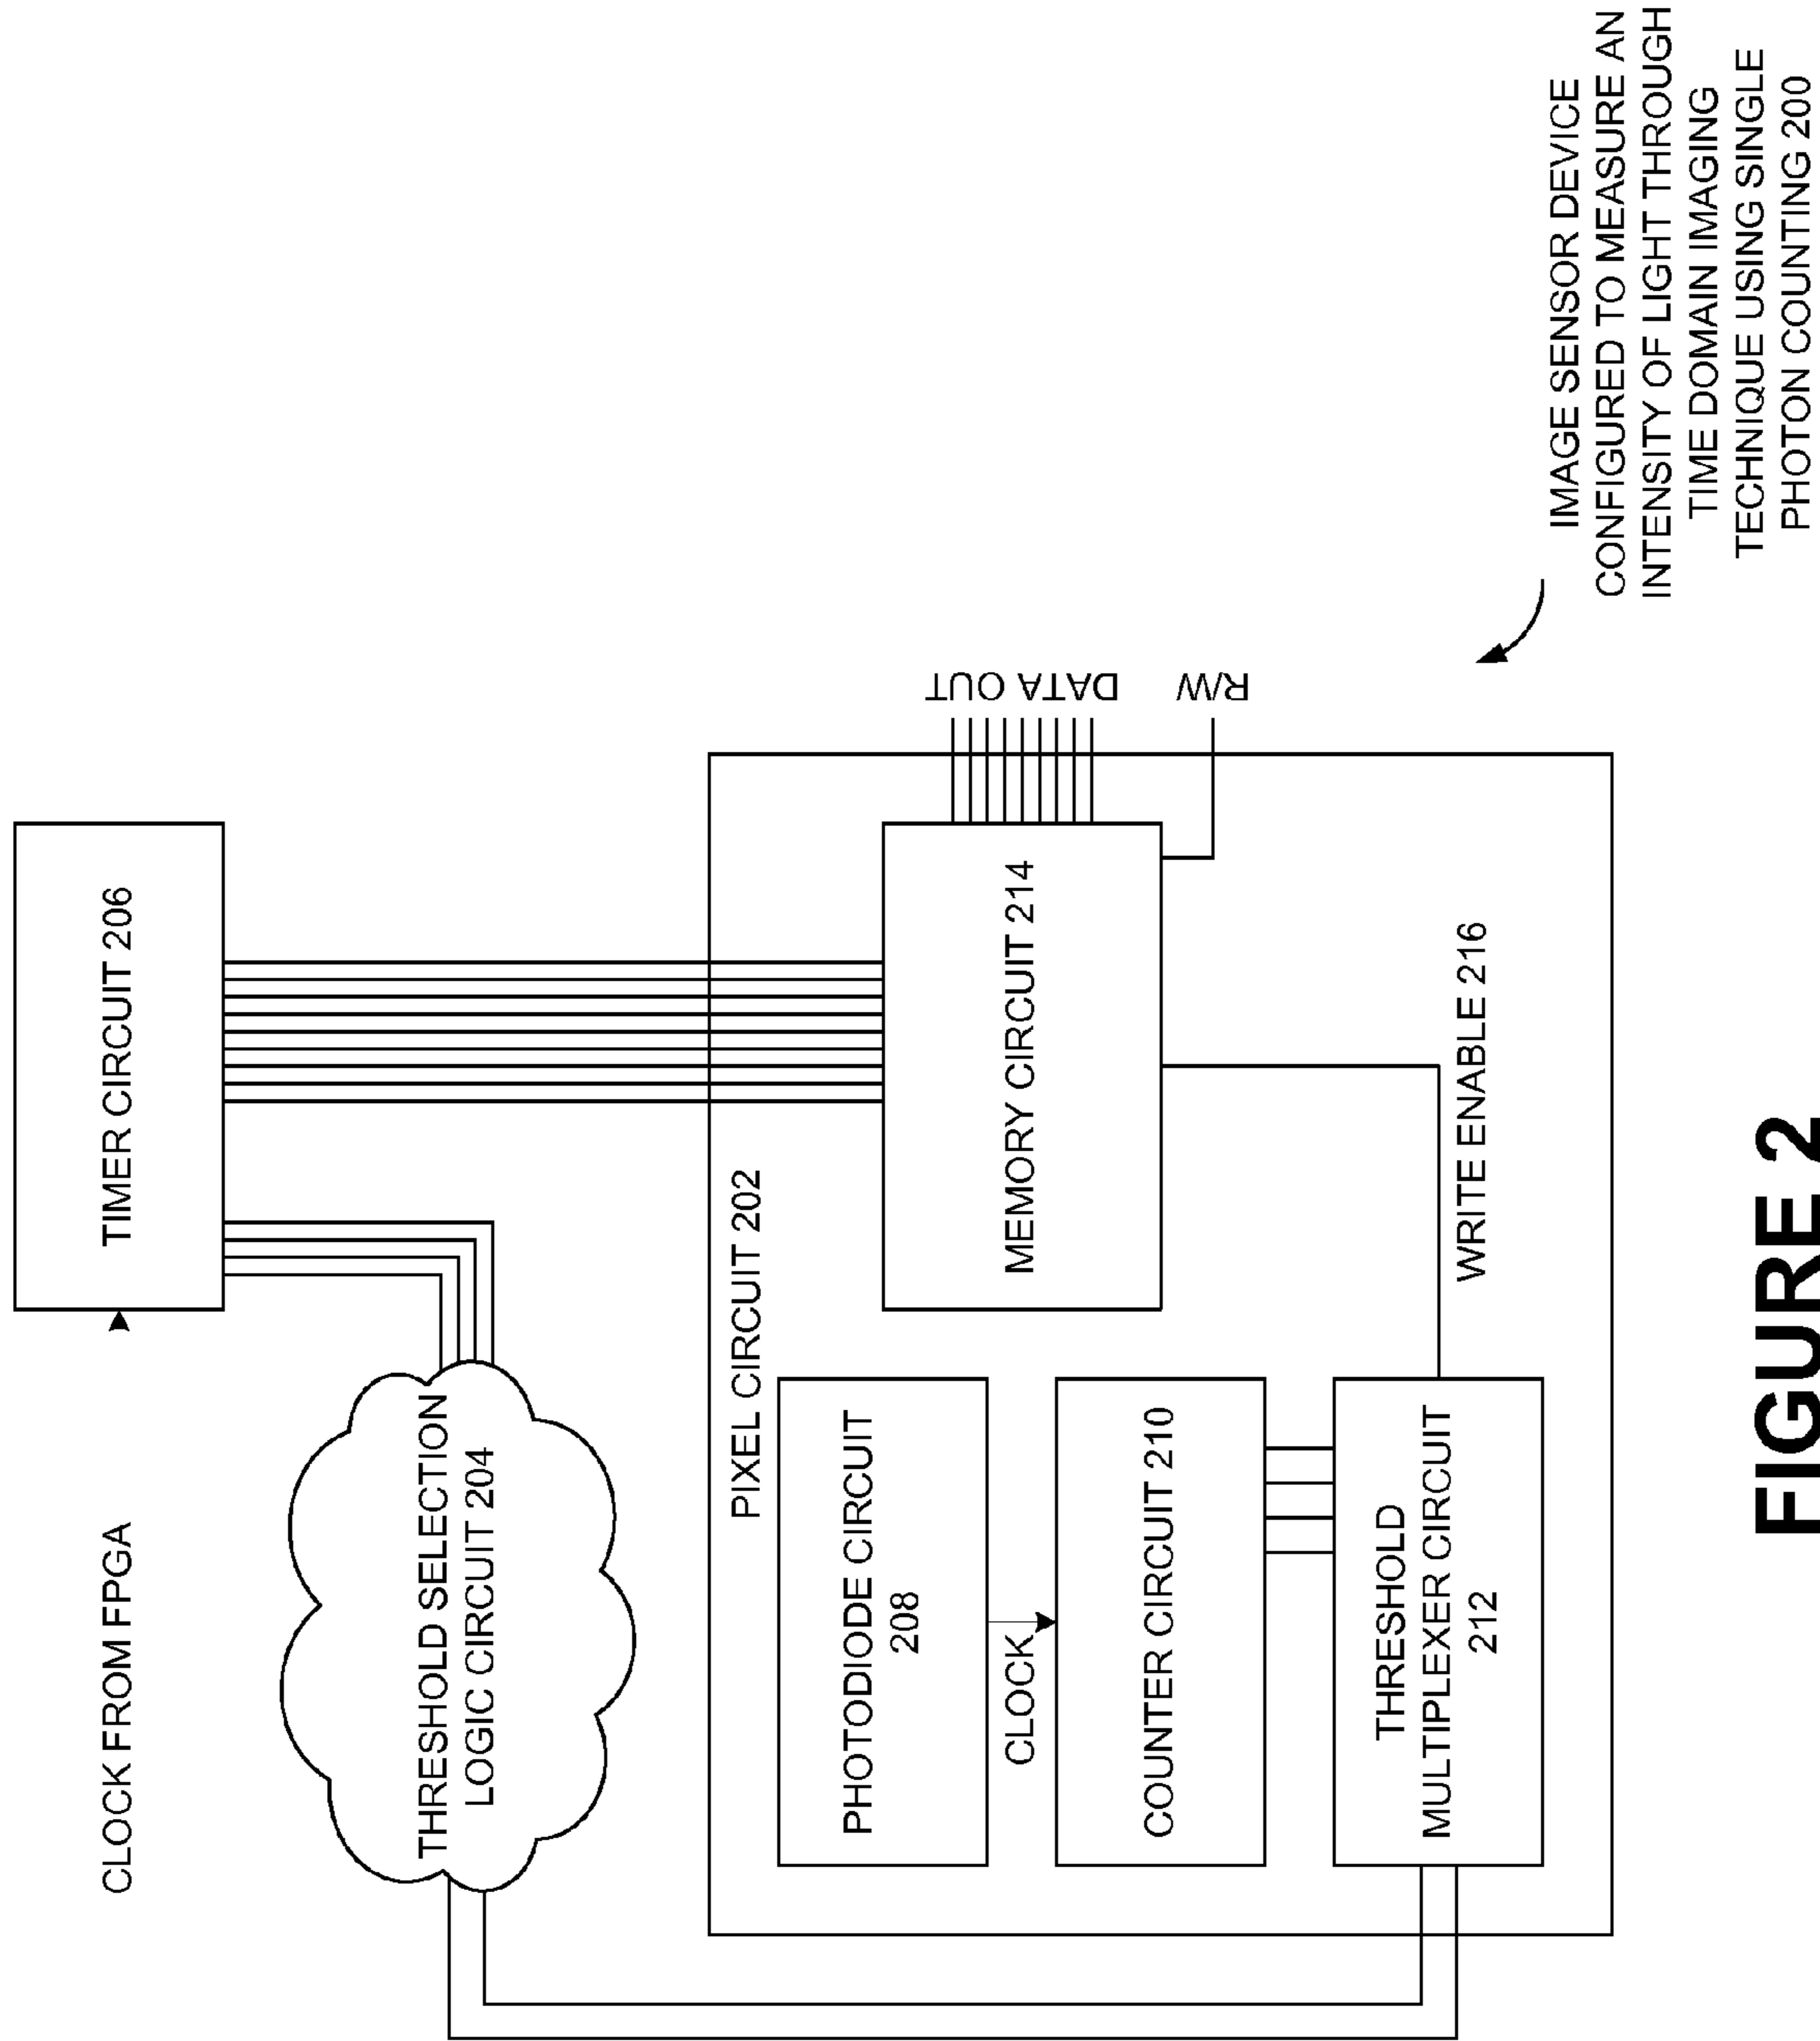 CLOCK FROM FPGA
TIMER CIRCUIT 206
THRESHOLD SELECTION
LOGIC CIRCUIT 204
PIXEL CIRCUIT 202
PHOTODIODE CIRCUIT
208
CLOCK
COUNTER CIRCUIT 210
THRESHOLD
MULTIPLEXER CIRCUIT
212
MEMORY CIRCUIT 214
WRITE ENABLE 216
DATA OUT
R/W
IMAGE SENSOR DEVICE
CONFIGURED TO MEASURE AN
INTENSITY OF LIGHT THROUGH
TIME DOMAIN IMAGING
TECHNIQUE USING SINGLE
PHOTON COUNTING 200
FIGURE 2